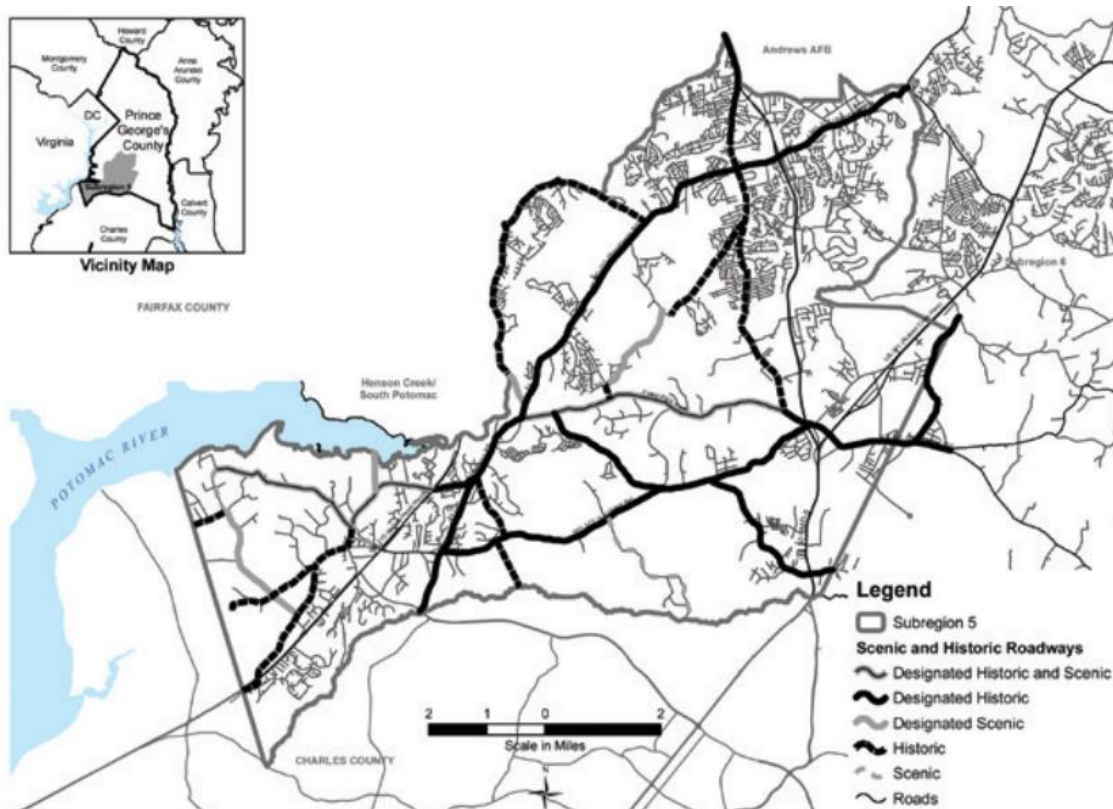 Howard
County
Montgomery
County
Anne
Arundel
County
DC
Prince
George's
County
Virginia
Subregion 5
Calvert
County
Charles
County
Vicinity Map
Andrews AFB
Subregion 6
FAIRFAX COUNTY
Henson Creek/
South Potomac
POTOMAC RIVER
CHARLES COUNTY
2 1 0 2
Scale in Miles
N
Legend
Subregion 5
Scenic and Historic Roadways
Designated Historic and Scenic
Designated Historic
Designated Scenic
Historic
Scenic
Roads